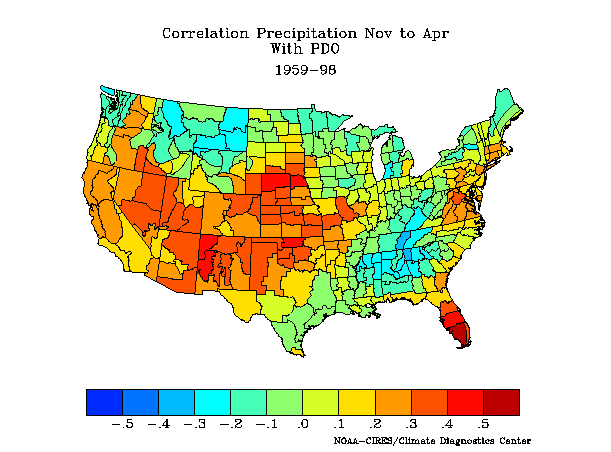 Correlation Precipitation Nov to Apr
With PDO
1959-98
-.5 -.4 -.3 -.2 -.1 .0 .1 .2 .3 .4 .5
NOAA-CIRES/Climate Diagnostics Center